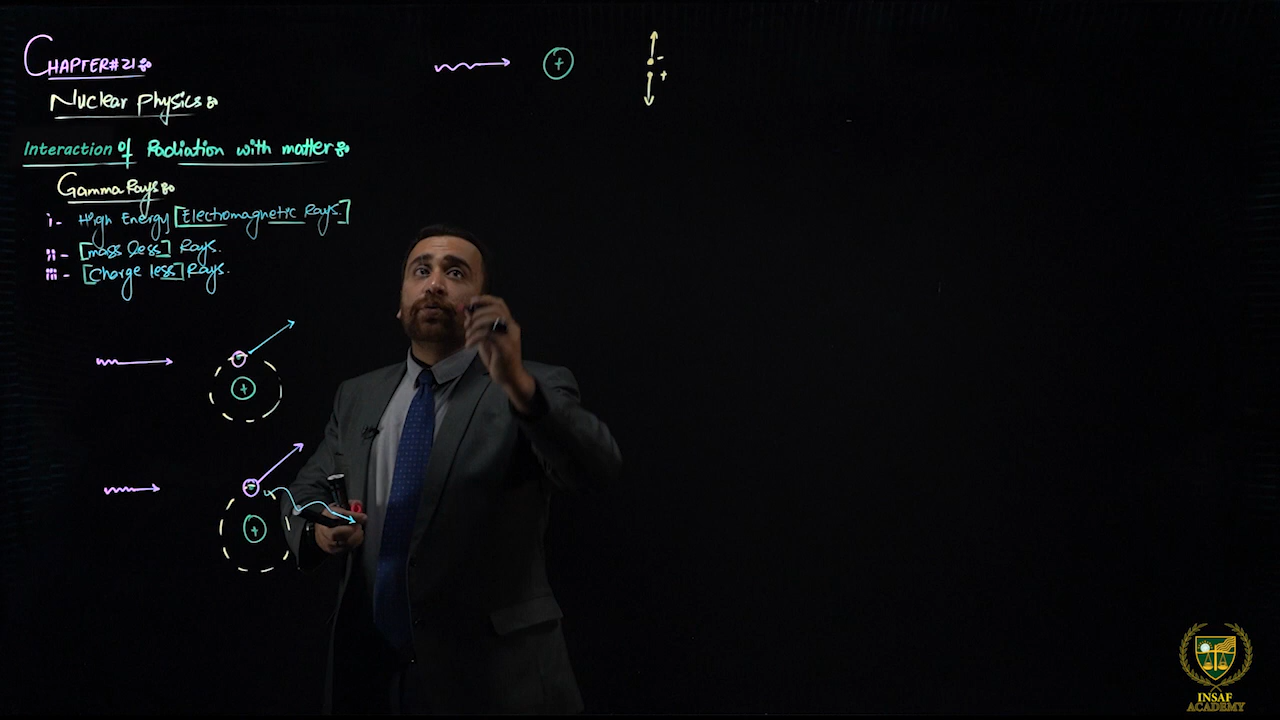 CHAPTER#21:
Nuclear Physics:
Interaction of Radiation with matter:
Gamma Rays:
i- High Energy [Electromagnetic Rays.]
ii- [mass less] Rays.
iii- [Charge less] Rays.
+
-
+
-
+
-
+
INSAF
ACADEMY